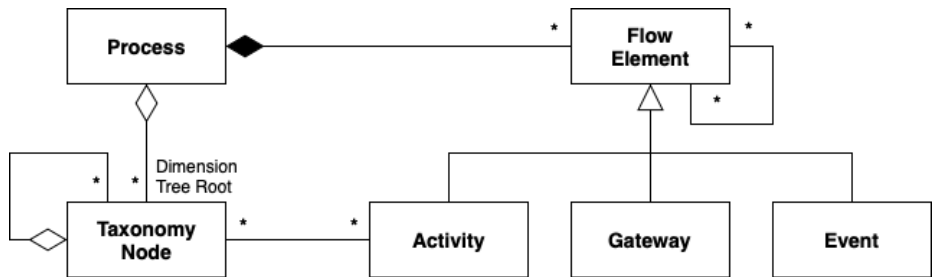 Process
*
Flow
Element
*
*
Dimension
Tree Root
*
*
Taxonomy
Node
*
*
Activity
Gateway
Event